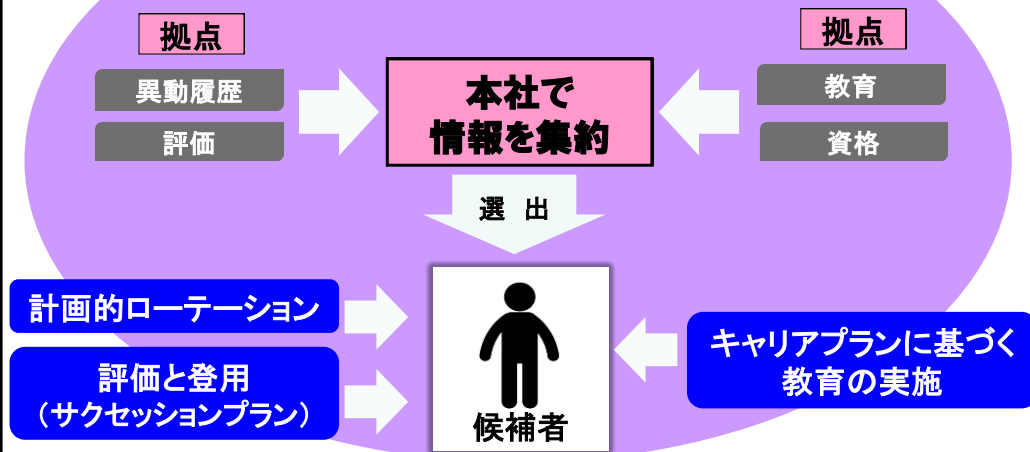 拠点
異動履歴
評価
本社で
情報を集約
拠点
教育
資格
選 出
計画的ローテーション
評価と登用
（サクセッションプラン）
候補者
キャリアプランに基づく
教育の実施